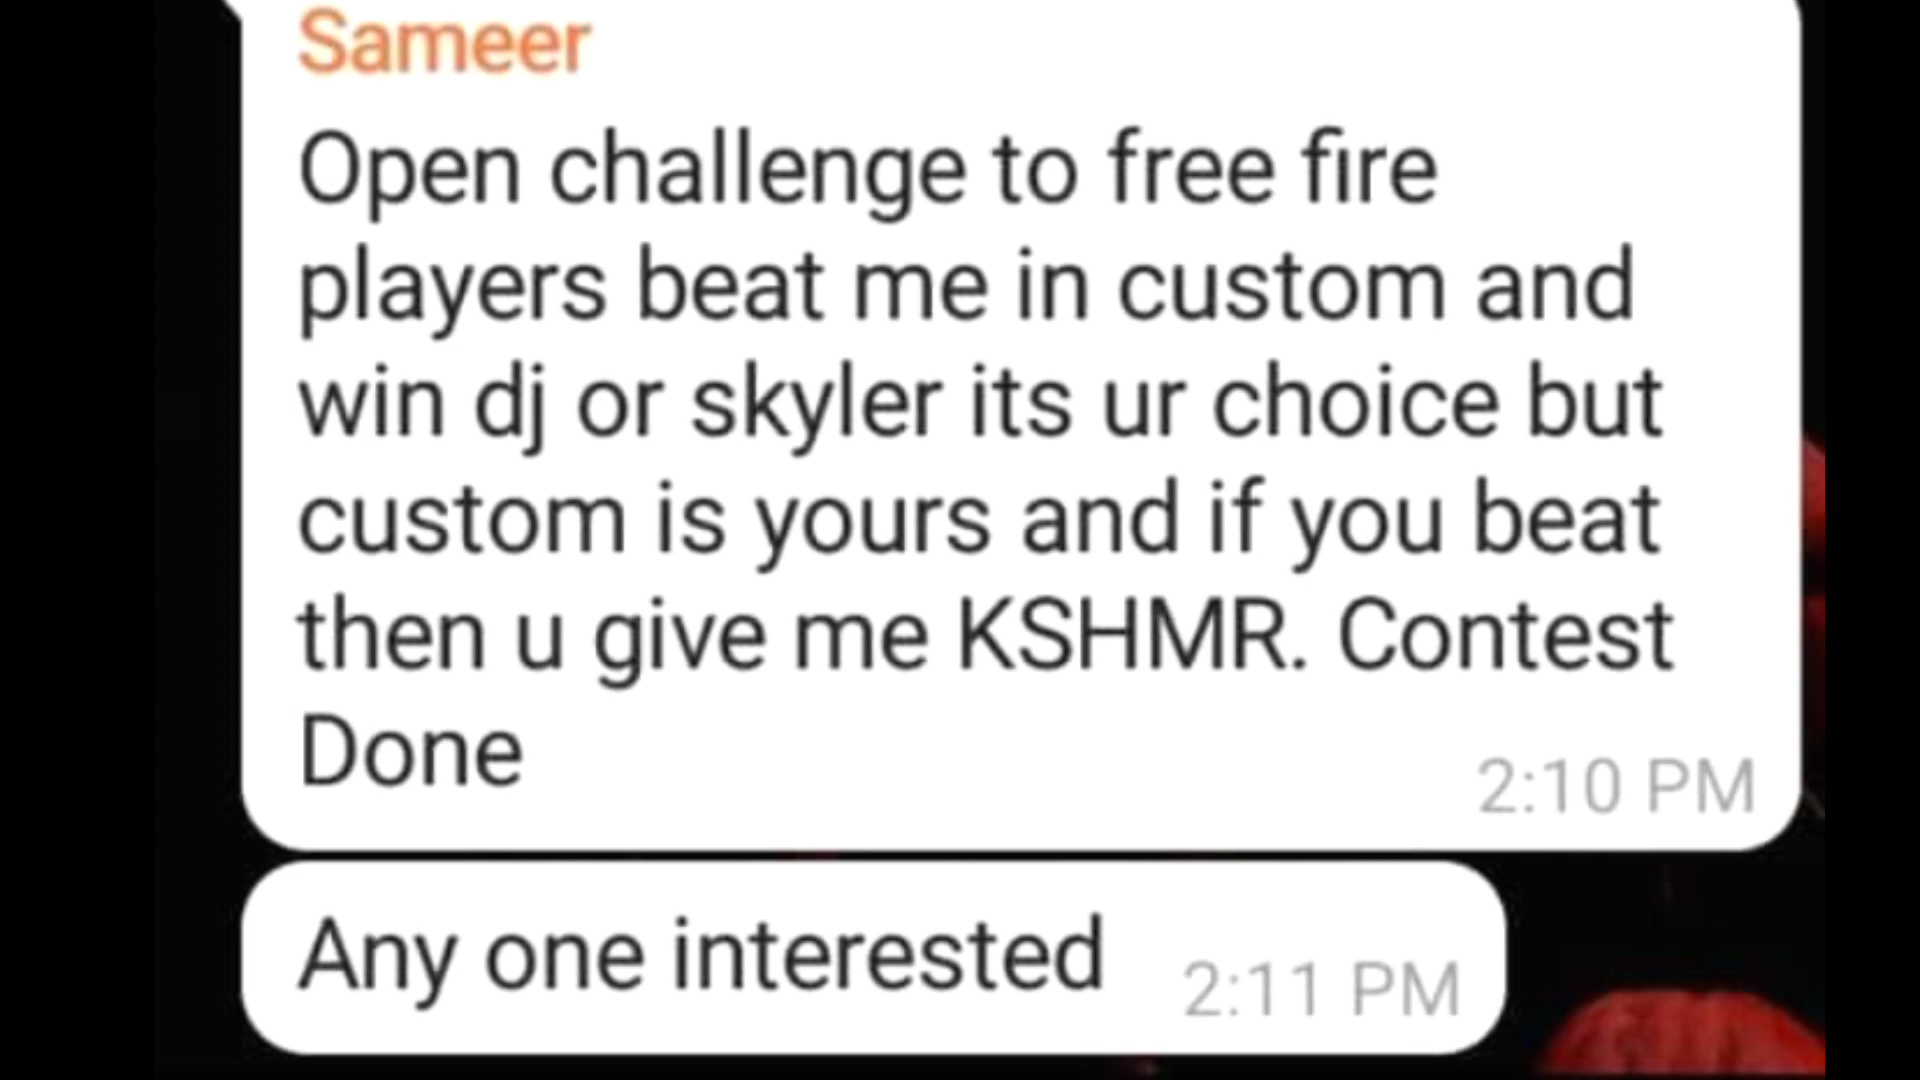 Sameer
Open challenge to free fire
players beat me in custom and
win dj or skyler its ur choice but
custom is yours and if you beat
then u give me KSHMR. Contest
Done
2:10 PM
Any one interested
2:11 PM